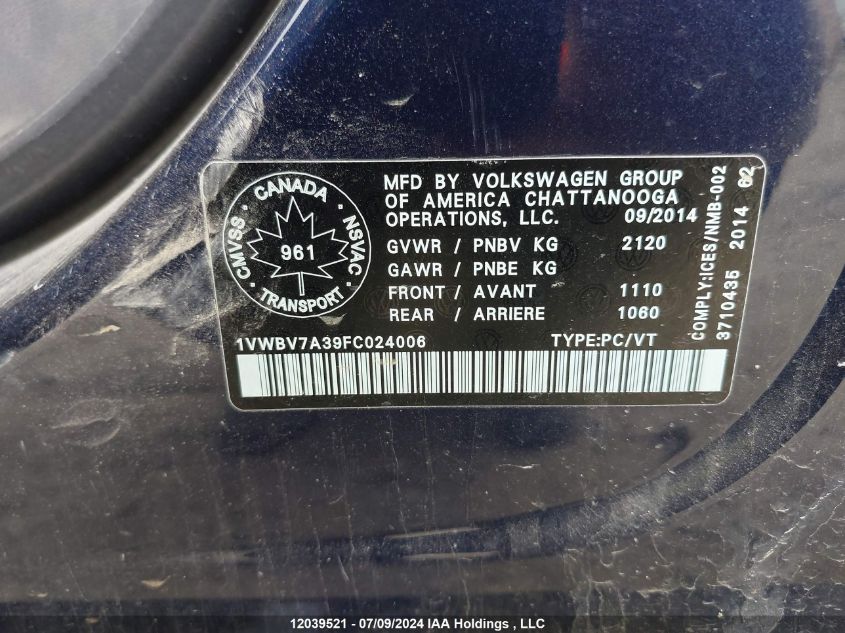 CANADA
CMVSS
NSVAC
961
TRANSPORT
MFD BY VOLKSWAGEN GROUP
OF AMERICA CHATTANOOGA
OPERATIONS, LLC. 09/2014
GVWR / PNBV KG 2120
GAWR / PNBE KG
FRONT / AVANT 1110
REAR / ARRIERE 1060
1VWBV7A39FC024006 TYPE:PC/VT
COMPLY:ICES/NMB-002
3710435 2014 62
12039521 - 07/09/2024 IAA Holdings , LLC